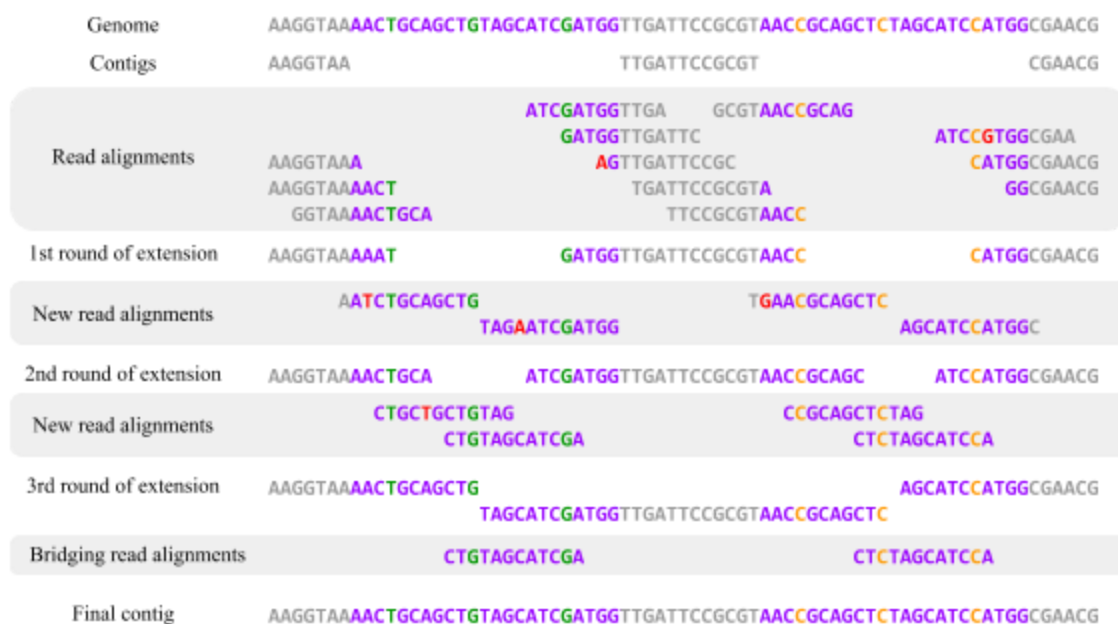 Genome AAGGTAAAACTGCAGCTGTAGCATCGATGGTTGATTCCGCGTAACCGCAGCTCTAGCATCCATGGCGAACG
Contigs AAGGTAA TTGATTCCGCGT CGAACG
ATCGATGGTTGA GCGTAACCGCAG
GATGGTTGATTC ATCCGTGGCGAA
Read alignments AAGGTAAA AGTTGATTCCGC CATGGCGAACG
AAGGTAAAACT TGATTCCGCGTA GGCGAACG
GGTAAAACTGCA TTCCGCGTAACC
1st round of extension AAGGTAAAAAT GATGGTTGATTCCGCGTAACC CATGGCGAACG
AATCTGCAGCTG TGAACGCAGCTC
New read alignments TAGAATCGATGG AGCATCCATGGC
2nd round of extension AAGGTAAAACTGCA ATCGATGGTTGATTCCGCGTAACCGCAGC ATCCATGGCGAACG
CTGCTGCTGTAG CCGCAGCTCTAG
New read alignments CTGTAGCATCGA CTCTAGCATCCA
3rd round of extension AAGGTAAAACTGCAGCTG AGCATCCATGGCGAACG
TAGCATCGATGGTTGATTCCGCGTAACCGCAGCTC
Bridging read alignments CTGTAGCATCGA CTCTAGCATCCA
Final contig AAGGTAAAACTGCAGCTGTAGCATCGATGGTTGATTCCGCGTAACCGCAGCTCTAGCATCCATGGCGAACG